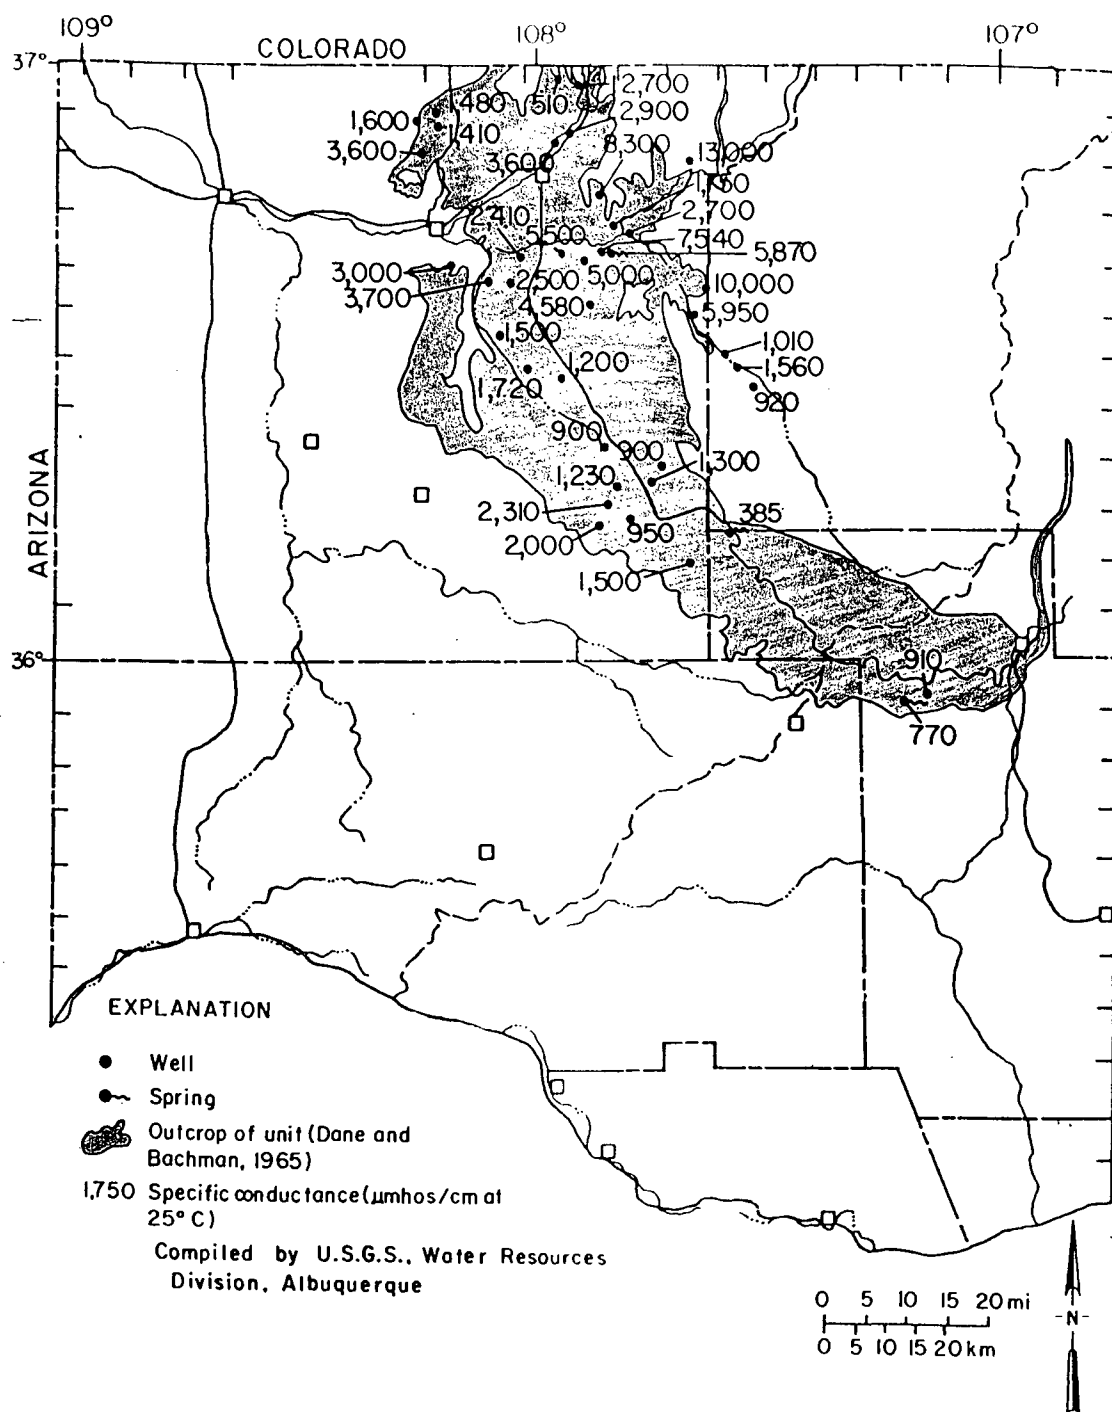 109° 108° 107°
COLORADO
37°
2,700
1,480 510
2,900
1,600
1,410
8,300
3,600
3,600
13,000
2,410
2,700
5,500
7,540
5,870
3,000
2,500 5,000
10,000
3,700
4,580
5,950
1,500
1,010
1,200
1,560
1,720
920
900
900
1,300
1,230
2,310
385
950
2,000
1,500
ARIZONA
36°
910
770
EXPLANATION
Well
Spring
Outcrop of unit (Dane and
Bachman, 1965)
1,750 Specific conductance (μmhos/cm at
25° C)
Compiled by U.S.G.S., Water Resources
Division, Albuquerque
0 5 10 15 20 mi
0 5 10 15 20 km
-N-